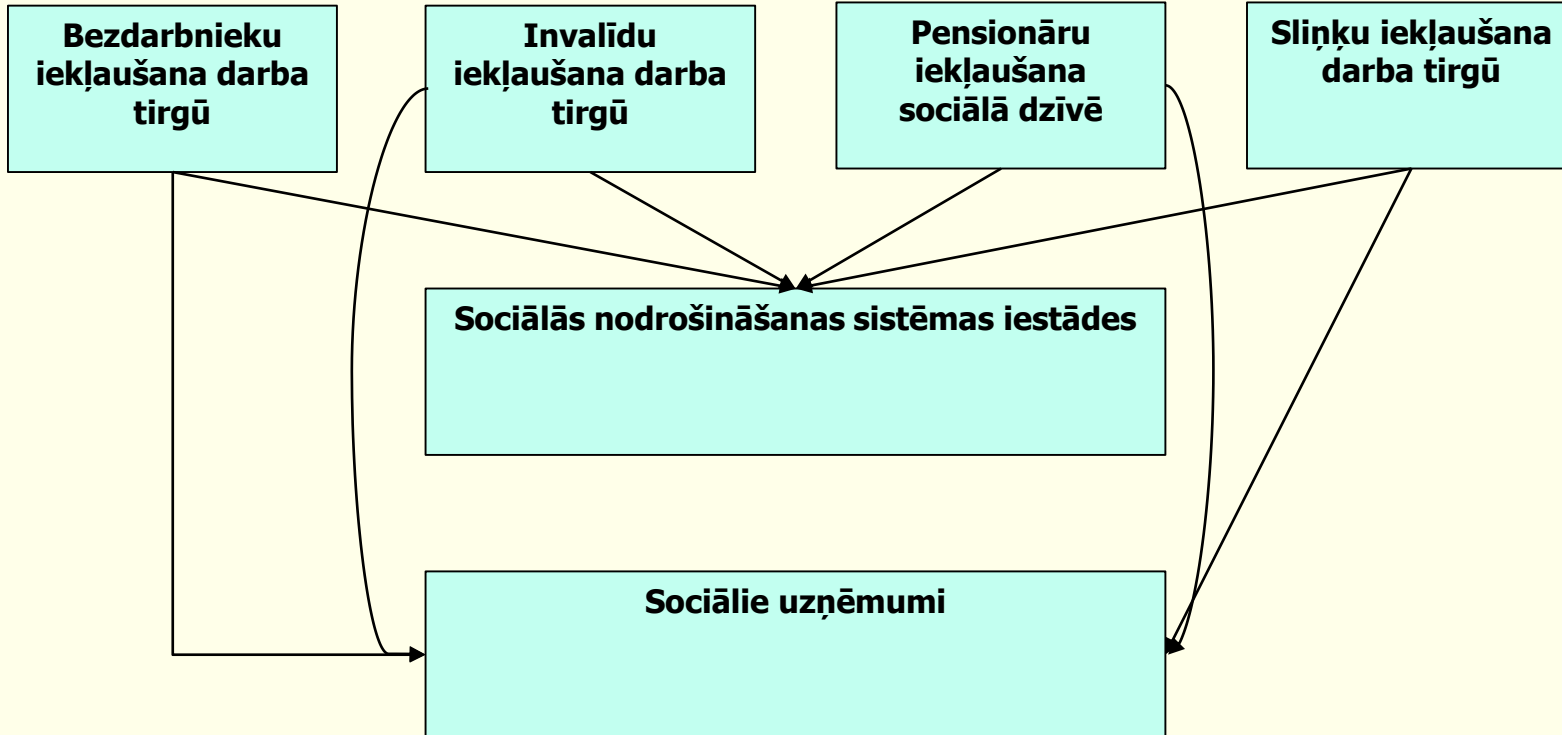 Bezdarbnieku
iekļaušana darba
tirgū
Invalīdu
iekļaušana darba
tirgū
Pensionāru
iekļaušana
sociālā dzīvē
Sliņķu iekļaušana
darba tirgū
Sociālās nodrošināšanas sistēmas iestādes
Sociālie uzņēmumi